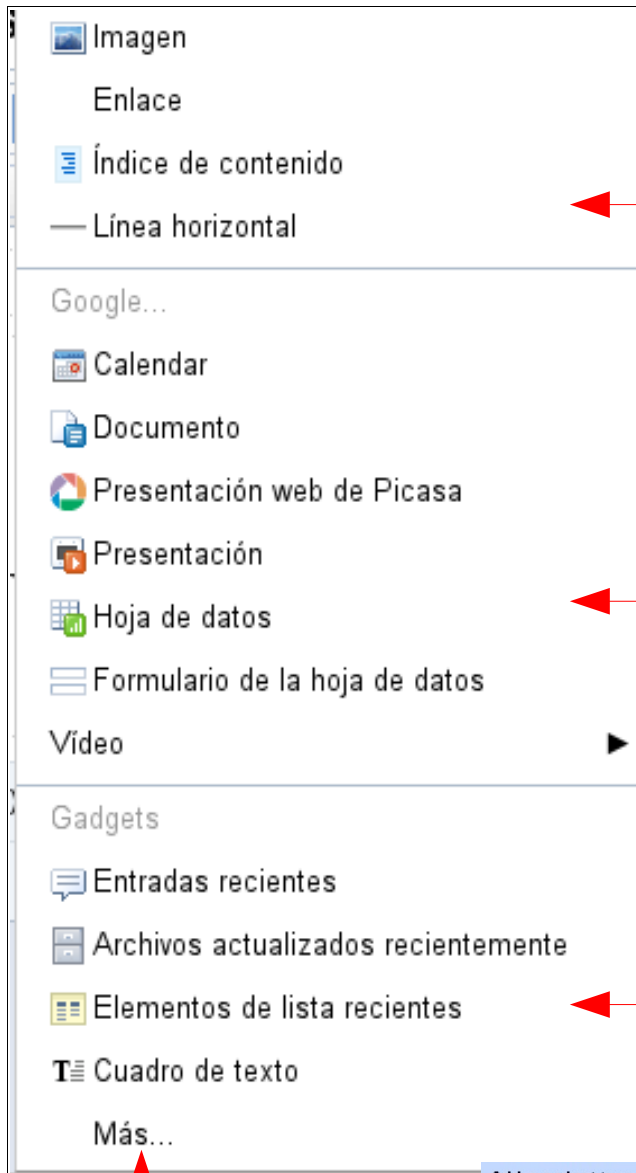 Imagen
Enlace
Índice de contenido
Línea horizontal
Google...
Calendar
Documento
Presentación web de Picasa
Presentación
Hoja de datos
Formulario de la hoja de datos
Vídeo
Gadgets
Entradas recientes
Archivos actualizados recientemente
Elementos de lista recientes
Cuadro de texto
Más...